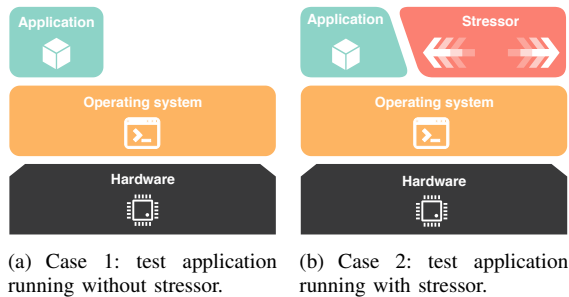 Application
Operating system
Hardware
(a) Case 1: test application
running without stressor.
Application
Stressor
Operating system
Hardware
(b) Case 2: test application
running with stressor.